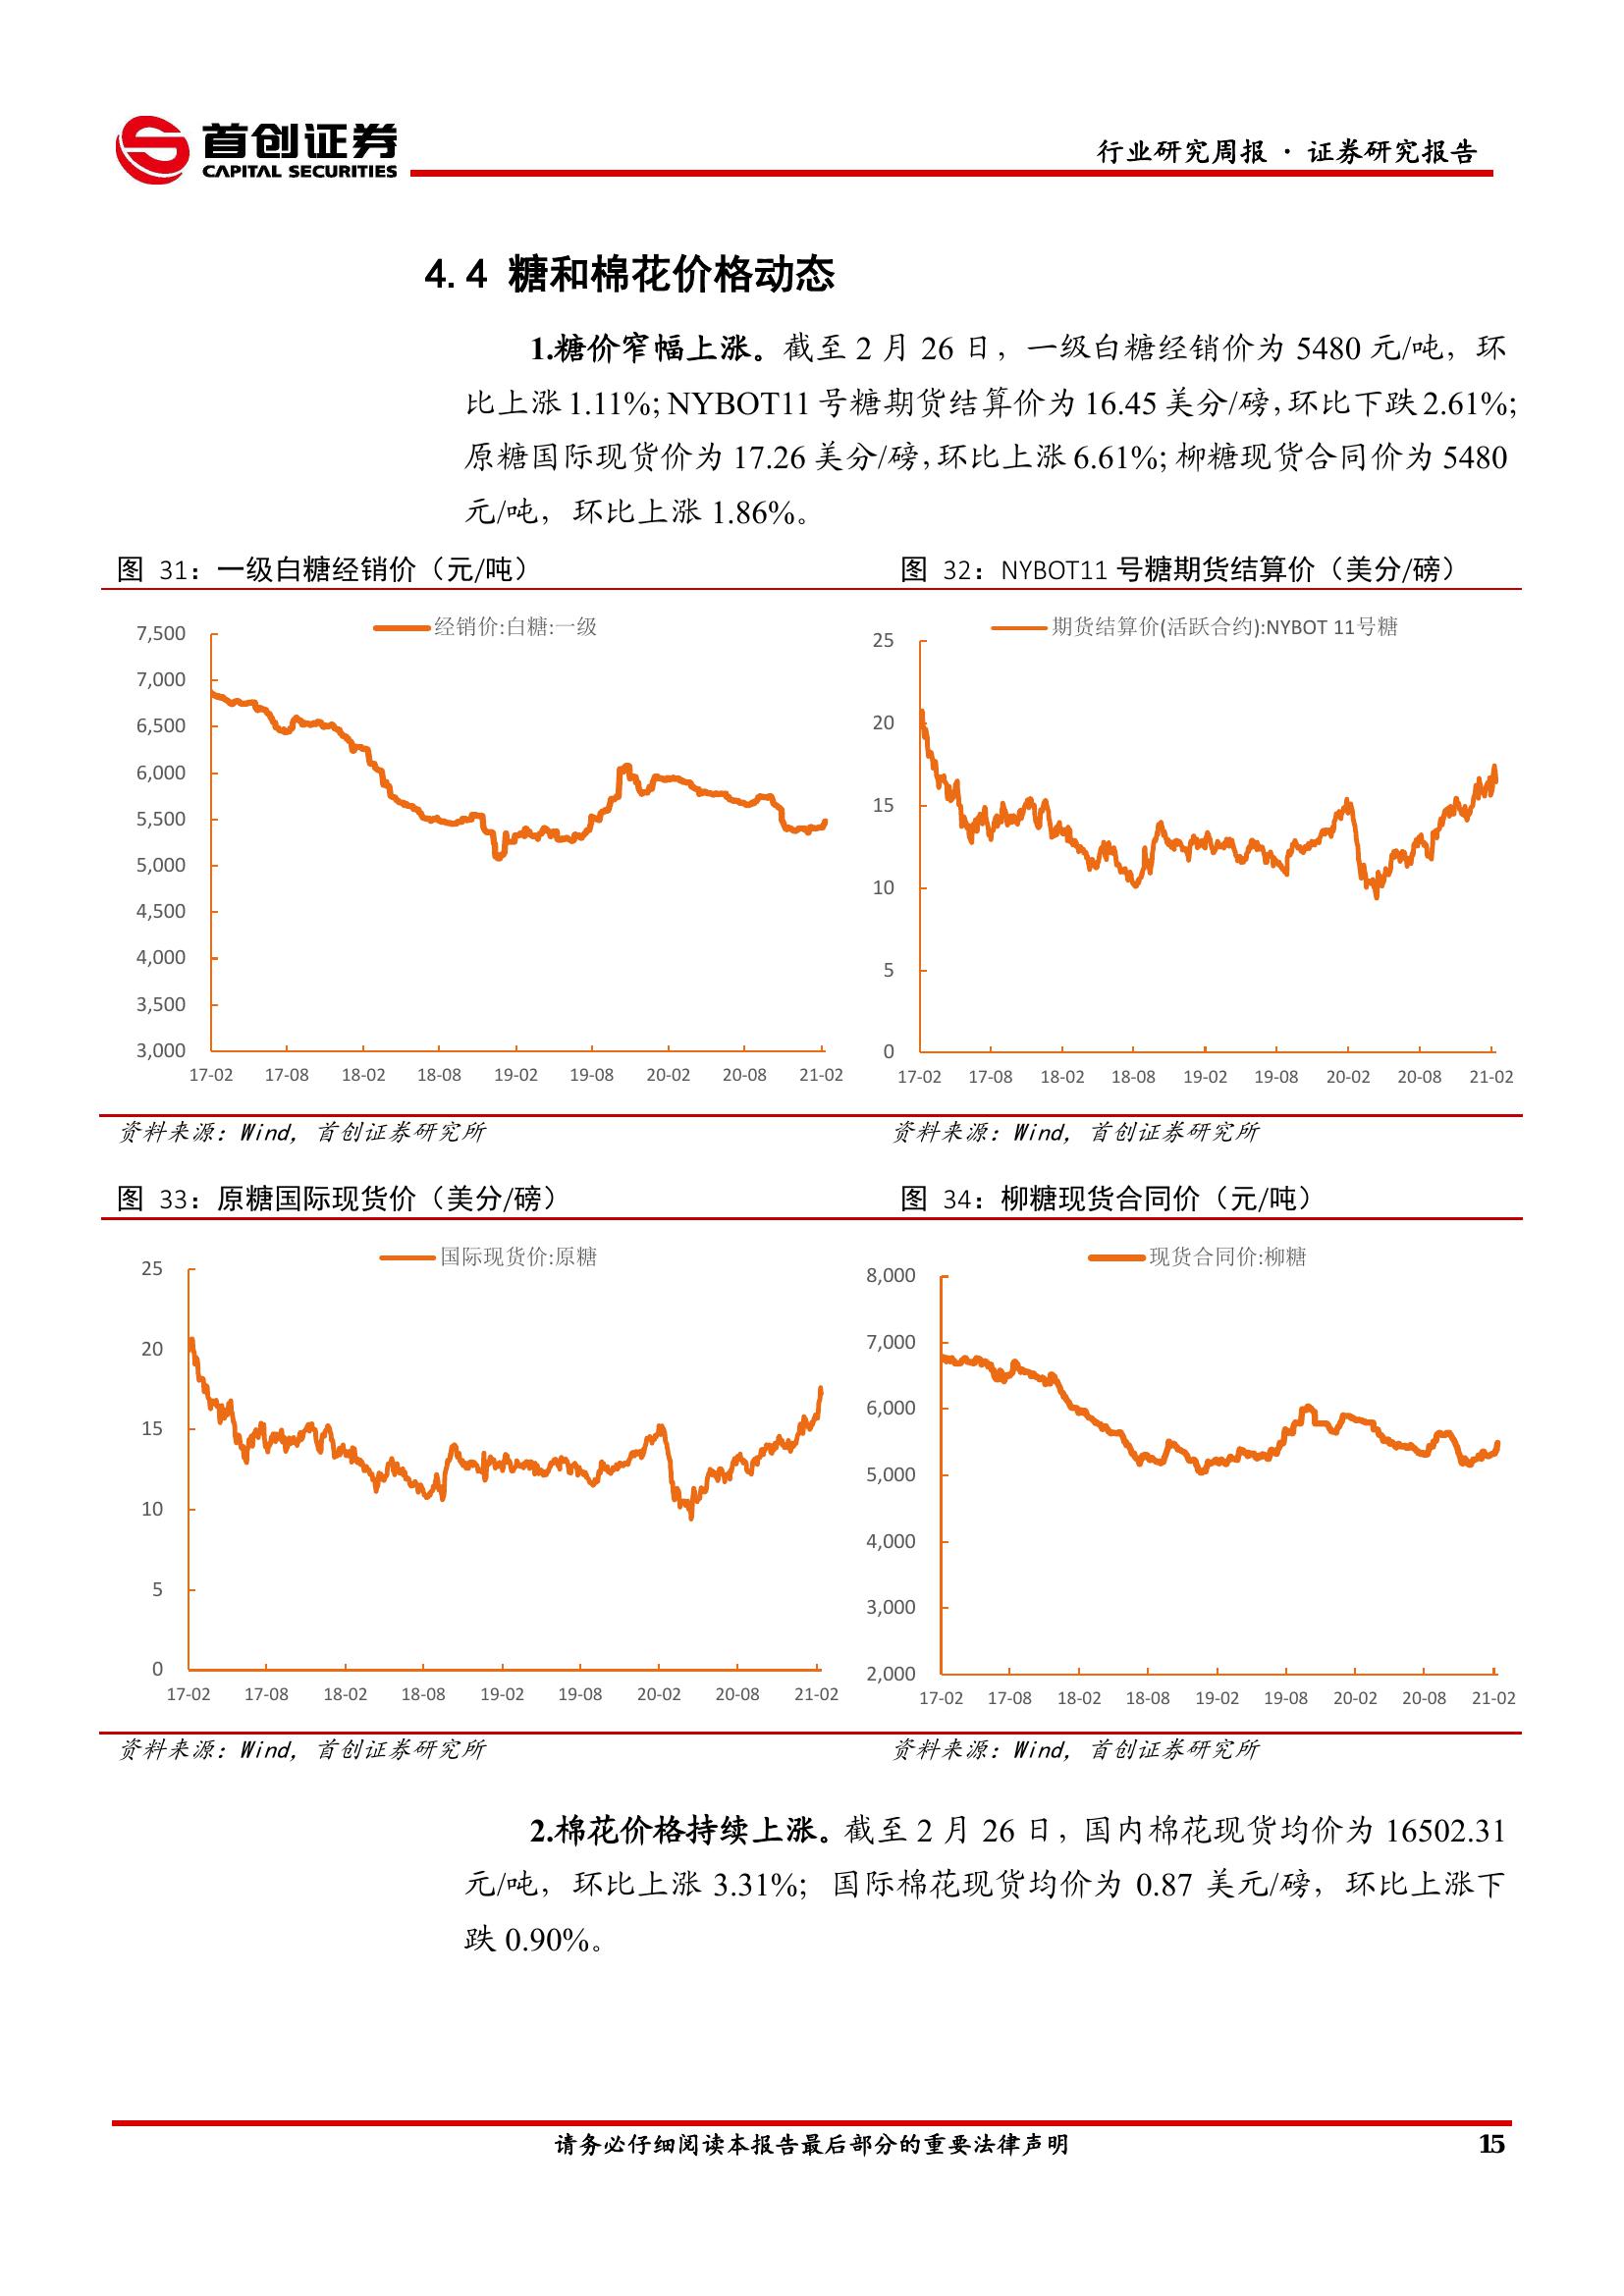 首创证券
CAPITAL SECURITIES
行业研究周报 · 证券研究报告
4.4 糖和棉花价格动态
1.糖价窄幅上涨。截至 2 月 26 日，一级白糖经销价为 5480 元/吨，环
比上涨 1.11%; NYBOT11 号糖期货结算价为 16.45 美分/磅，环比下跌 2.61%;
原糖国际现货价为 17.26 美分/磅，环比上涨 6.61%; 柳糖现货合同价为 5480
元/吨，环比上涨 1.86%。
图 31：一级白糖经销价（元/吨）
图 32：NYBOT11 号糖期货结算价（美分/磅）
经销价:白糖:一级
7,500
7,000
6,500
6,000
5,500
5,000
4,500
4,000
3,500
3,000
17-02 17-08 18-02 18-08 19-02 19-08 20-02 20-08 21-02
期货结算价(活跃合约):NYBOT 11号糖
25
20
15
10
5
0
17-02 17-08 18-02 18-08 19-02 19-08 20-02 20-08 21-02
资料来源：Wind，首创证券研究所
资料来源：Wind，首创证券研究所
图 33：原糖国际现货价（美分/磅）
图 34：柳糖现货合同价（元/吨）
国际现货价:原糖
25
20
15
10
5
0
17-02 17-08 18-02 18-08 19-02 19-08 20-02 20-08 21-02
现货合同价:柳糖
8,000
7,000
6,000
5,000
4,000
3,000
2,000
17-02 17-08 18-02 18-08 19-02 19-08 20-02 20-08 21-02
资料来源：Wind，首创证券研究所
资料来源：Wind，首创证券研究所
2.棉花价格持续上涨。截至 2 月 26 日，国内棉花现货均价为 16502.31
元/吨，环比上涨 3.31%; 国际棉花现货均价为 0.87 美元/磅，环比上涨下
跌 0.90%。
请务必仔细阅读本报告最后部分的重要法律声明
15